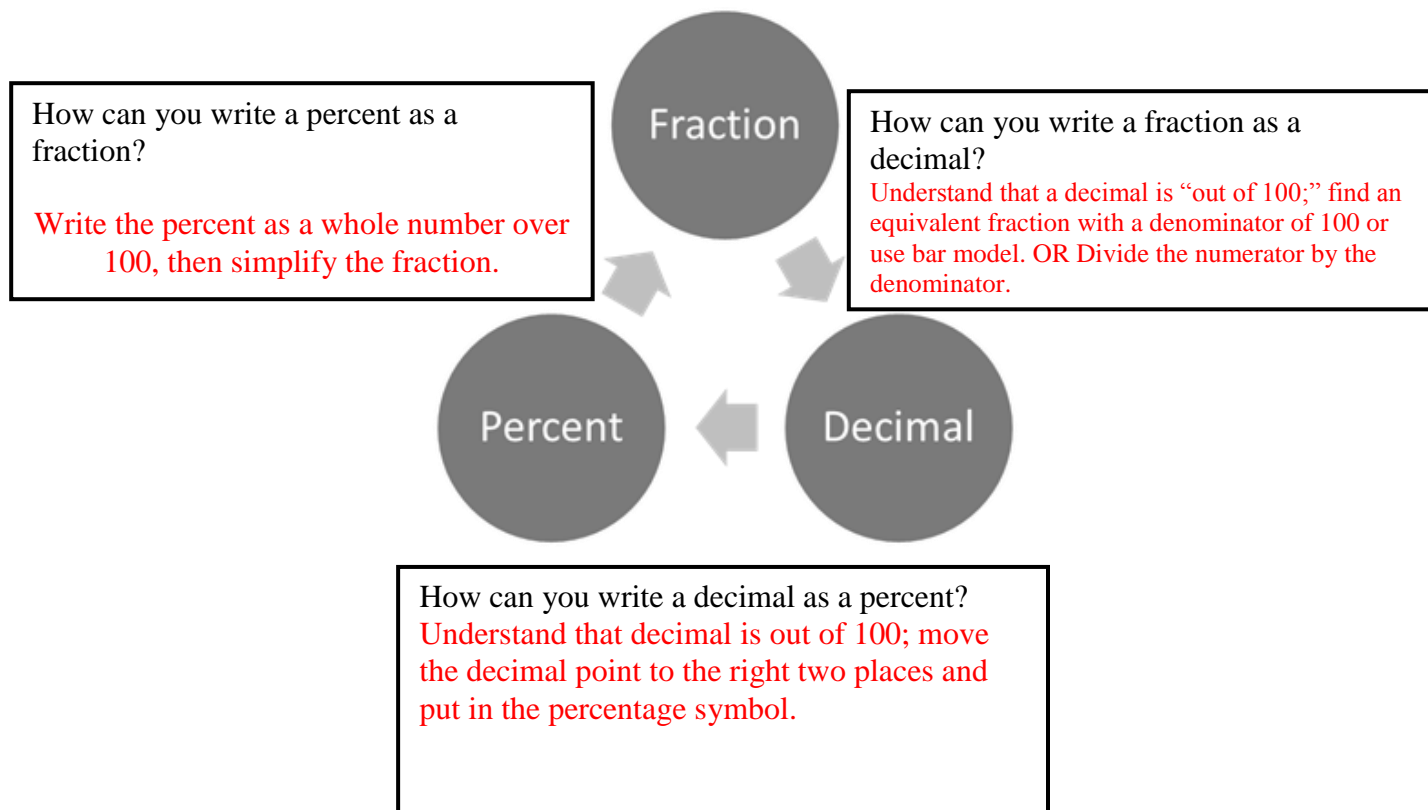 Fraction
How can you write a percent as a
fraction?
Write the percent as a whole number over
100, then simplify the fraction.
How can you write a fraction as a
decimal?
Understand that a decimal is “out of 100;” find an
equivalent fraction with a denominator of 100 or
use bar model. OR Divide the numerator by the
denominator.
Percent
Decimal
How can you write a decimal as a percent?
Understand that decimal is out of 100; move
the decimal point to the right two places and
put in the percentage symbol.